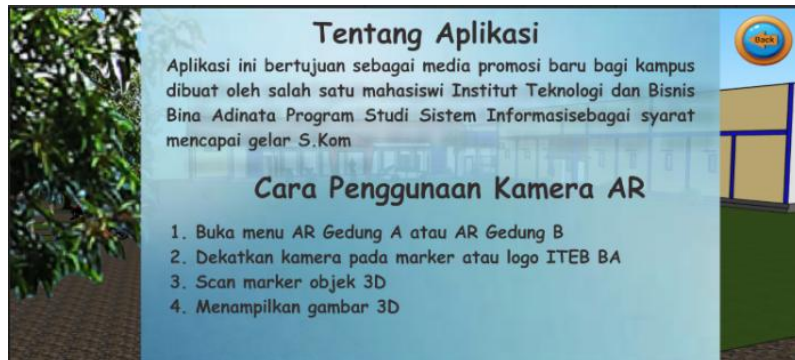 Tentang Aplikasi
Back
Aplikasi ini bertujuan sebagai media promosi baru bagi kampus
dibuat oleh salah satu mahasiswi Institut Teknologi dan Bisnis
Bina Adinata Program Studi Sistem Informasisebagai syarat
mencapai gelar S.Kom
Cara Penggunaan Kamera AR
1. Buka menu AR Gedung A atau AR Gedung B
2. Dekatkan kamera pada marker atau logo ITEB BA
3. Scan marker objek 3D
4. Menampilkan gambar 3D